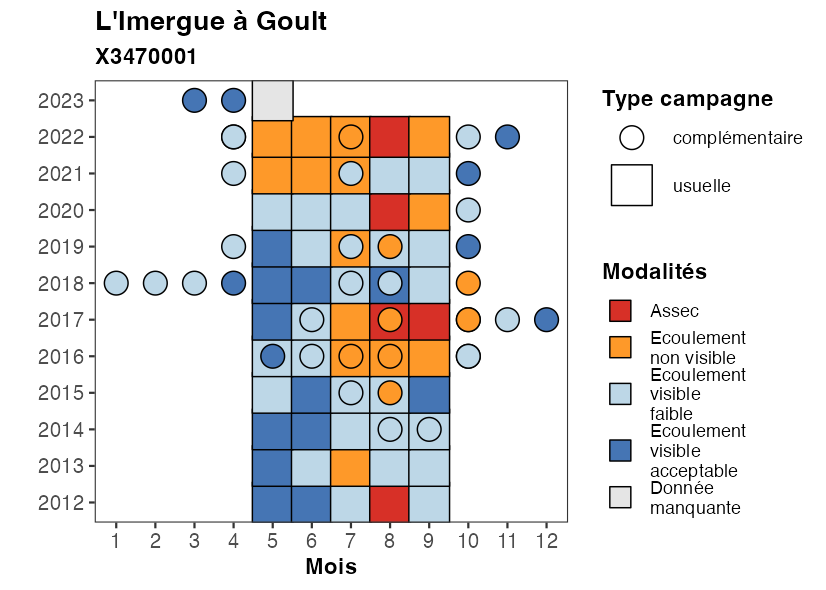 L'Imergue à Goult
X3470001
2023
2022
2021
2020
2019
2018
2017
2016
2015
2014
2013
2012
1 2 3 4 5 6 7 8 9 10 11 12
Mois
Type campagne
complémentaire
usuelle
Modalités
Assec
Ecoulement
non visible
Ecoulement
visible
faible
Ecoulement
visible
acceptable
Donnée
manquante